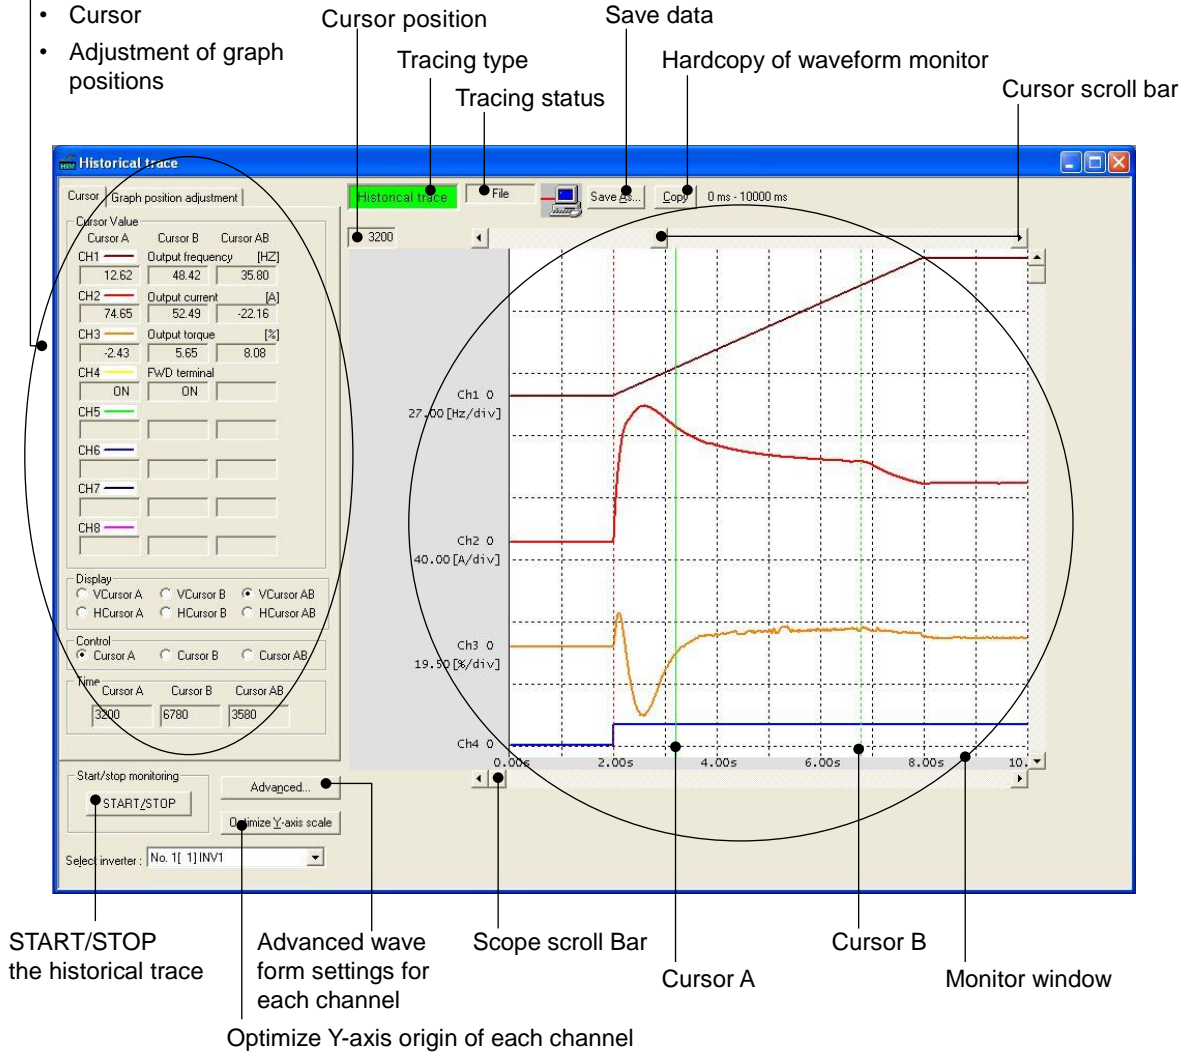 • Cursor
• Adjustment of graph
positions
Cursor position
Save data
Tracing type
Hardcopy of waveform monitor
Tracing status
Cursor scroll bar
Historical trace
Cursor
Graph position adjustment
Historical trace
File
Save As...
Copy
0 ms - 10000 ms
3200
Cursor Value
Cursor A Cursor B Cursor AB
CH1 Output frequency [HZ]
12.62 48.42 35.80
CH2 Output current [A]
74.65 52.49 -22.16
CH3 Output torque [%]
-2.43 5.65 8.08
CH4 FWD terminal
ON ON
CH5
CH6
CH7
CH8
Display
VCursor A VCursor B VCursor AB
HCursor A HCursor B HCursor AB
Control
Cursor A Cursor B Cursor AB
Time
Cursor A Cursor B Cursor AB
3200 6780 3580
Ch1 0
27.00[Hz/div]
Ch2 0
40.00[A/div]
Ch3 0
19.50[%/div]
Ch4 0
0.00s 2.00s 4.00s 6.00s 8.00s 10.
Start/stop monitoring
START/STOP
Advanced...
Optimize Y-axis scale
Select inverter : No. 1[ 1] INV1
START/STOP
the historical trace
Advanced wave
form settings for
each channel
Scope scroll Bar
Cursor A
Cursor B
Monitor window
Optimize Y-axis origin of each channel